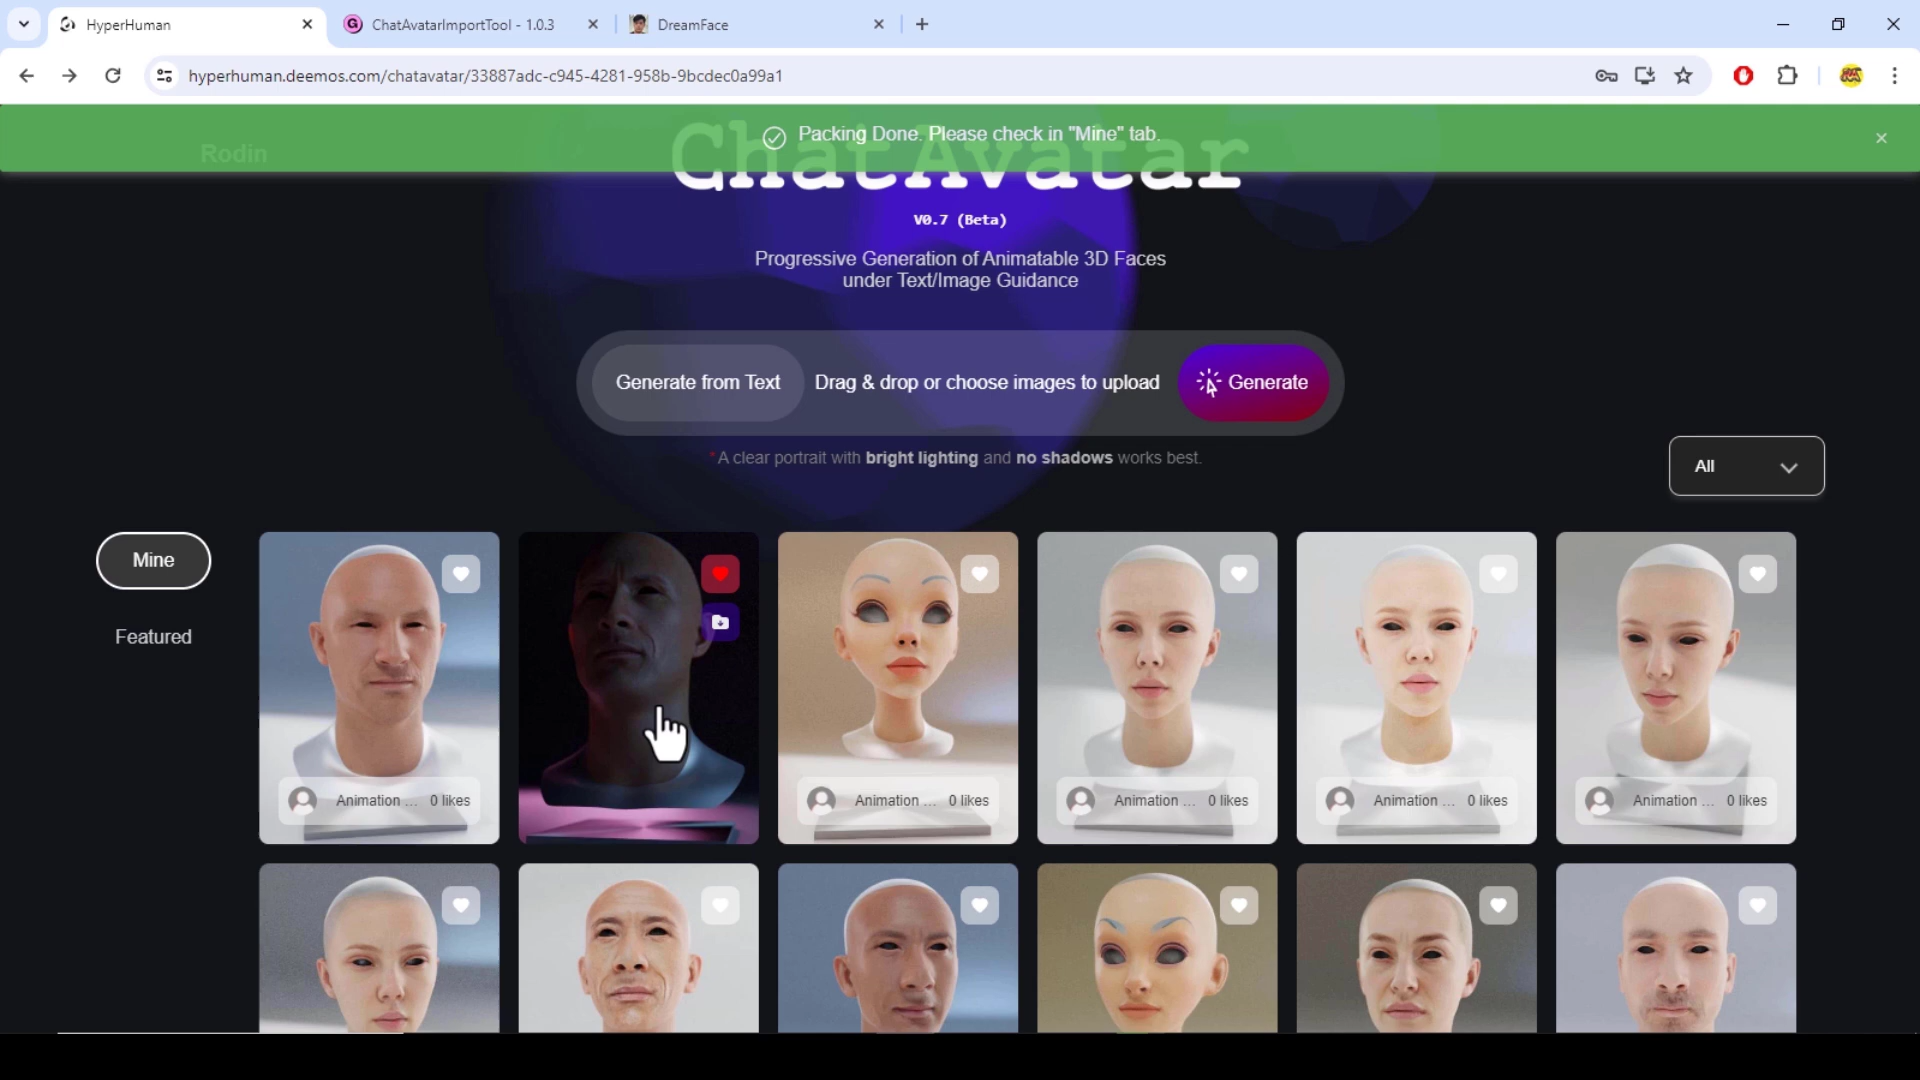 HyperHuman
ChatAvatarImportTool - 1.0.3
DreamFace
hyperhuman.deemos.com/chatavatar/33887adc-c945-4281-958b-9bcdec0a99a1
Packing Done. Please check in "Mine" tab.
Rodin
ChatAvatar
V0.7 (Beta)
Progressive Generation of Animatable 3D Faces
under Text/Image Guidance
Generate from Text
Drag & drop or choose images to upload
Generate
*A clear portrait with bright lighting and no shadows works best.
All
Mine
Featured
Animation ... 0 likes
Animation ... 0 likes
Animation ... 0 likes
Animation ... 0 likes
Animation ... 0 likes